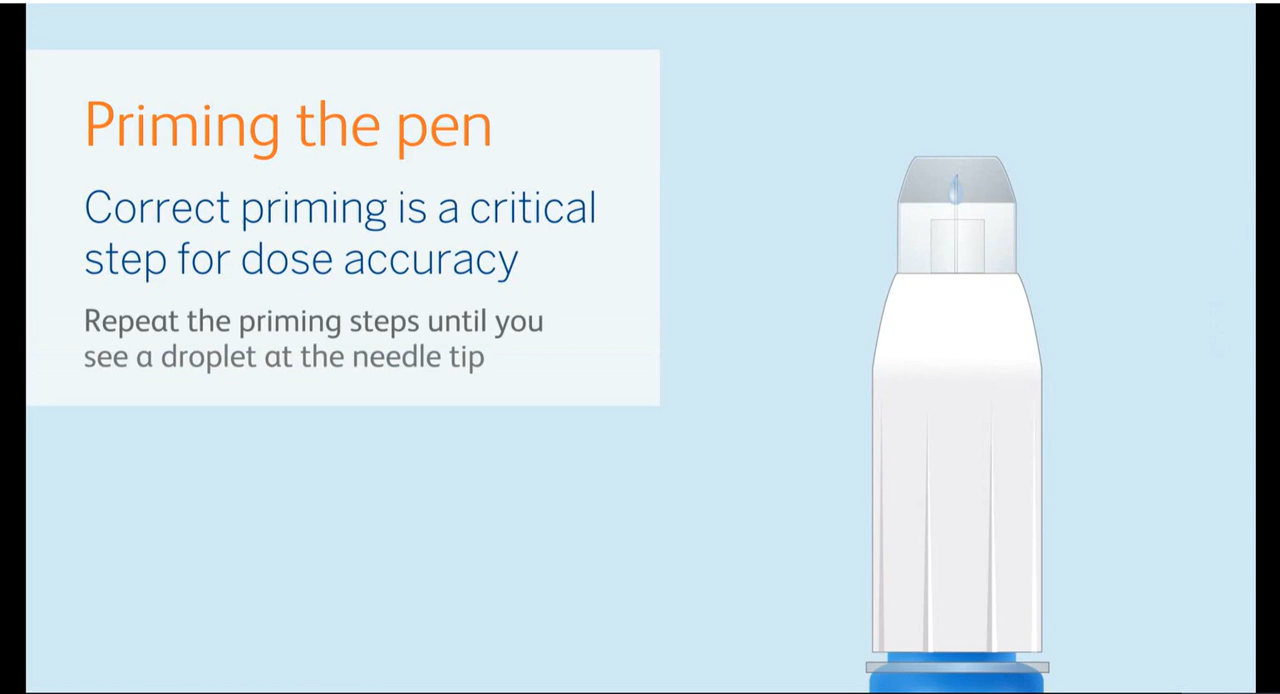 Priming the pen
Correct priming is a critical
step for dose accuracy
Repeat the priming steps until you
see a droplet at the needle tip